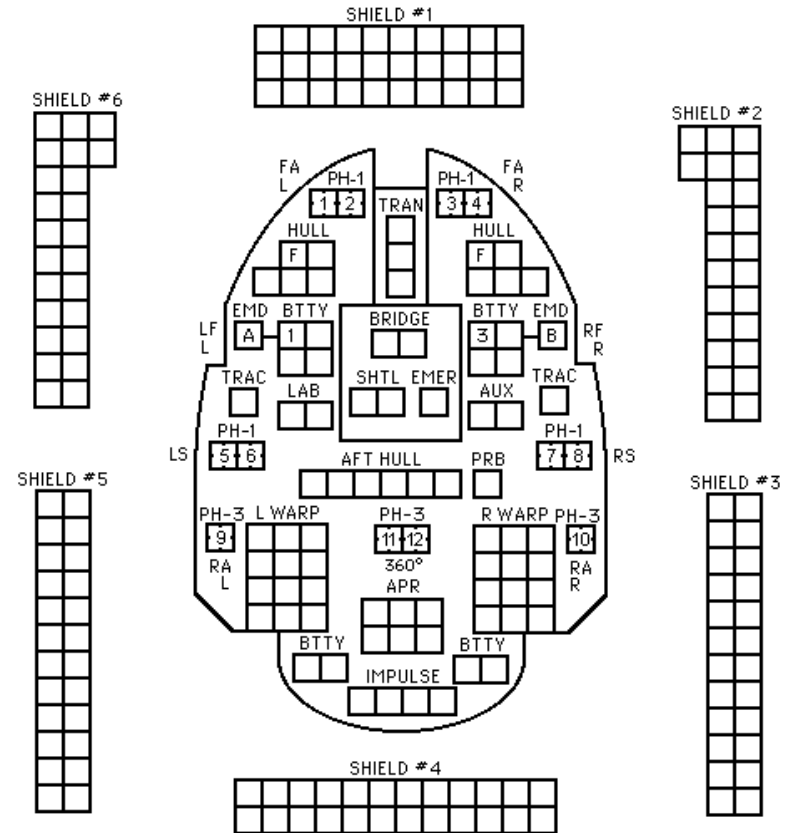 SHIELD #1
SHIELD #6
SHIELD #2
FA L
PH-1
PH-1
FA R
1 2
TRAN
3 4
HULL
HULL
F
F
EMD
BTTY
BRIDGE
BTTY
EMD
LF L
A
1
3
B
RF R
TRAC
LAB
SHTL
EMER
AUX
TRAC
PH-1
PH-1
LS
5 6
AFT HULL
PRB
7 8
RS
SHIELD #5
SHIELD #3
PH-3
L WARP
PH-3
R WARP
PH-3
9
11 12
10
RA L
360°
RA R
APR
BTTY
BTTY
IMPULSE
SHIELD #4